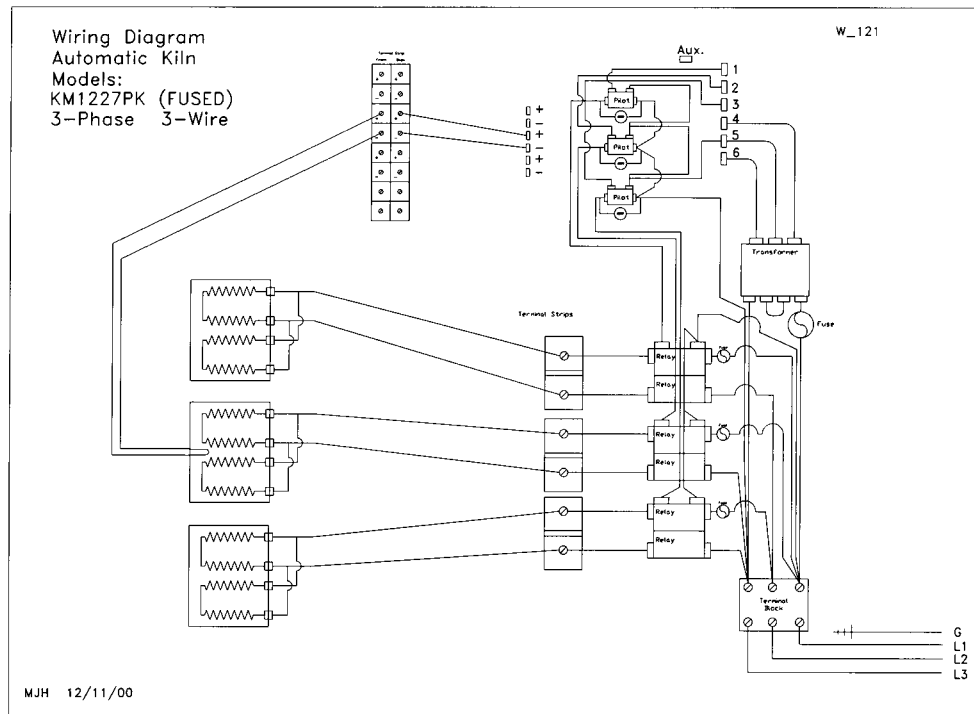 Wiring Diagram
Automatic Kiln
Models:
KM1227PK (FUSED)
3-Phase 3-Wire
W_121
Aux.
1
2
3
4
5
6
+
-
+
-
+
-
Pilot
Pilot
Pilot
Transformer
Fuse
Terminal Strips
Relay
Relay
Relay
Relay
Relay
Relay
Terminal
Block
G
L1
L2
L3
MJH 12/11/00